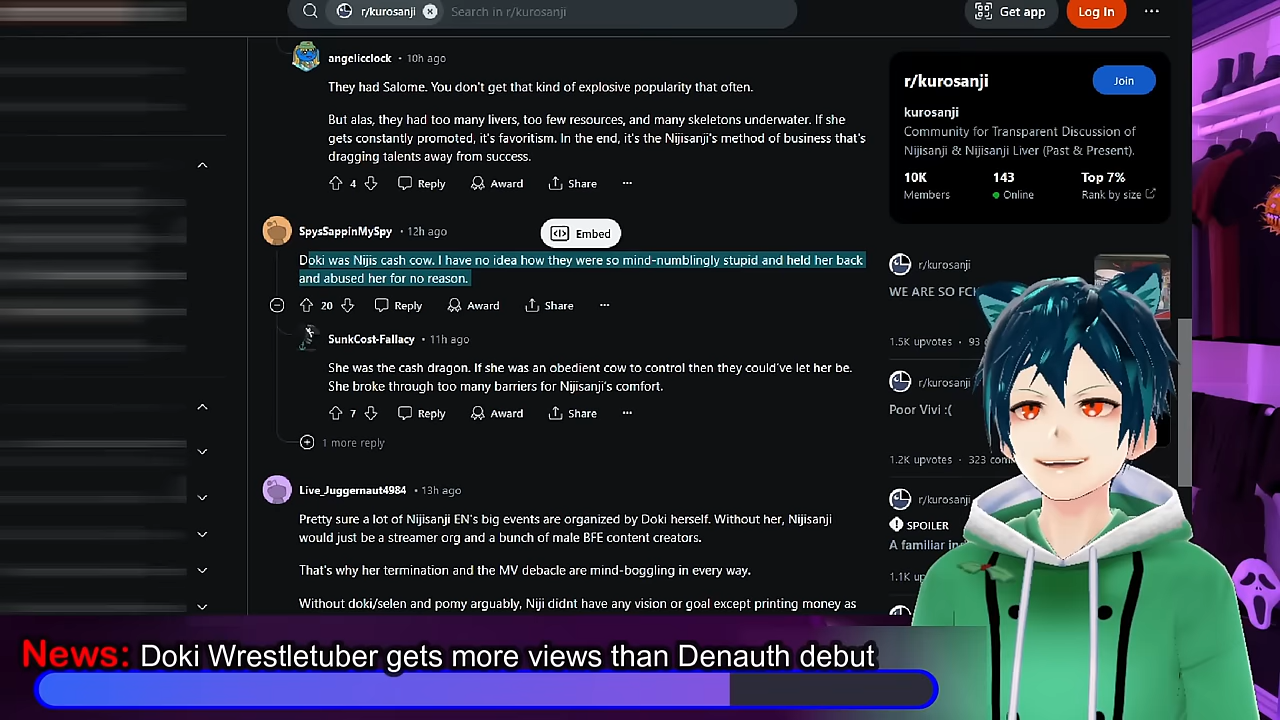 r/kurosanji
Search in r/kurosanji
Get app
Log In
angelicclock • 10h ago
They had Salome. You don't get that kind of explosive popularity that often.
But alas, they had too many livers, too few resources, and many skeletons underwater. If she
gets constantly promoted, it's favoritism. In the end, it's the Nijisanji's method of business that's
dragging talents away from success.
4 Reply Award Share
SpysSappinMySpy • 12h ago
Embed
Doki was Nijis cash cow. I have no idea how they were so mind-numblingly stupid and held her back
and abused her for no reason.
20 Reply Award Share
SunkCost-Fallacy • 11h ago
She was the cash dragon. If she was an obedient cow to control then they could've let her be.
She broke through too many barriers for Nijisanji's comfort.
7 Reply Award Share
1 more reply
Live_Juggernaut4984 • 13h ago
Pretty sure a lot of Nijisanji EN's big events are organized by Doki herself. Without her, Nijisanji
would just be a streamer org and a bunch of male BFE content creators.
That's why her termination and the MV debacle are mind-boggling in every way.
Without doki/selen and pomy arguably, Niji didnt have any vision or goal except printing money as
r/kurosanji
Join
kurosanji
Community for Transparent Discussion of
Nijisanji & Nijisanji Liver (Past & Present).
10K 143 Top 7%
Members Online Rank by size
r/kurosanji
WE ARE SO
1.5K upvotes • 93
r/kurosanji
Poor Vivi :(
1.2K upvotes • 323
r/kurosanji
SPOILER
A familiar
1.1K
News: Doki Wrestletuber gets more views than Denauth debut